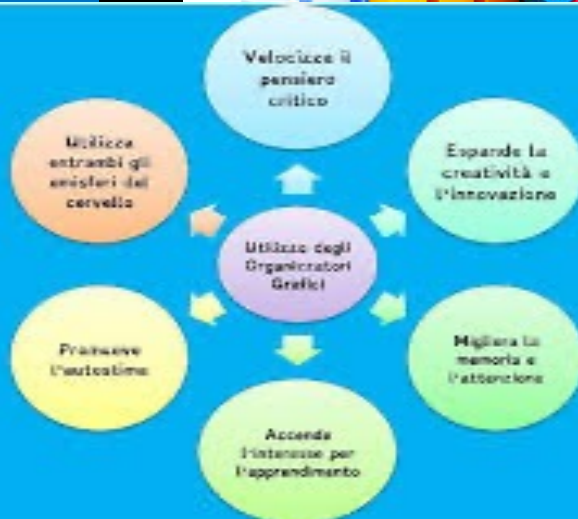 Velocizza il
pensiero
critico
Utilizza
entrambi gli
emisferi del
cervello
Espande la
creatività e
l'innovazione
Utilizzo degli
Organizzatori
Grafici
Promuove
l'autostima
Migliora la
memoria e
l'attenzione
Accende
l'interesse per
l'apprendimento